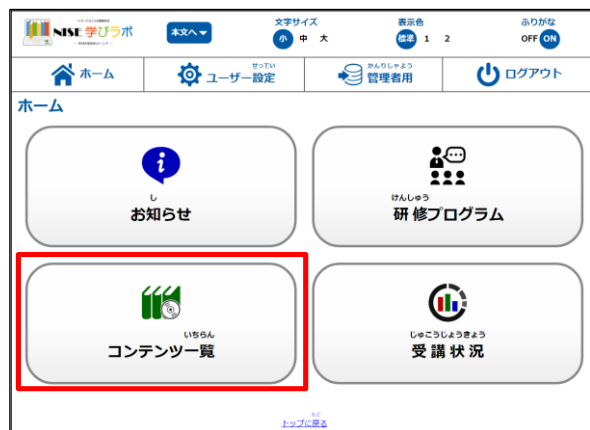 NISE 学びラボ
本文へ
文字サイズ
小 中 大
表示色
標準 1 2
ふりがな
OFF ON
ホーム
せってい
ユーザー設定
かんりしゃよう
管理者用
ログアウト
ホーム
し
お知らせ
けんしゅう
研修プログラム
いちらん
コンテンツ一覧
じゅこうじょうきょう
受講状況
もど
トップに戻る